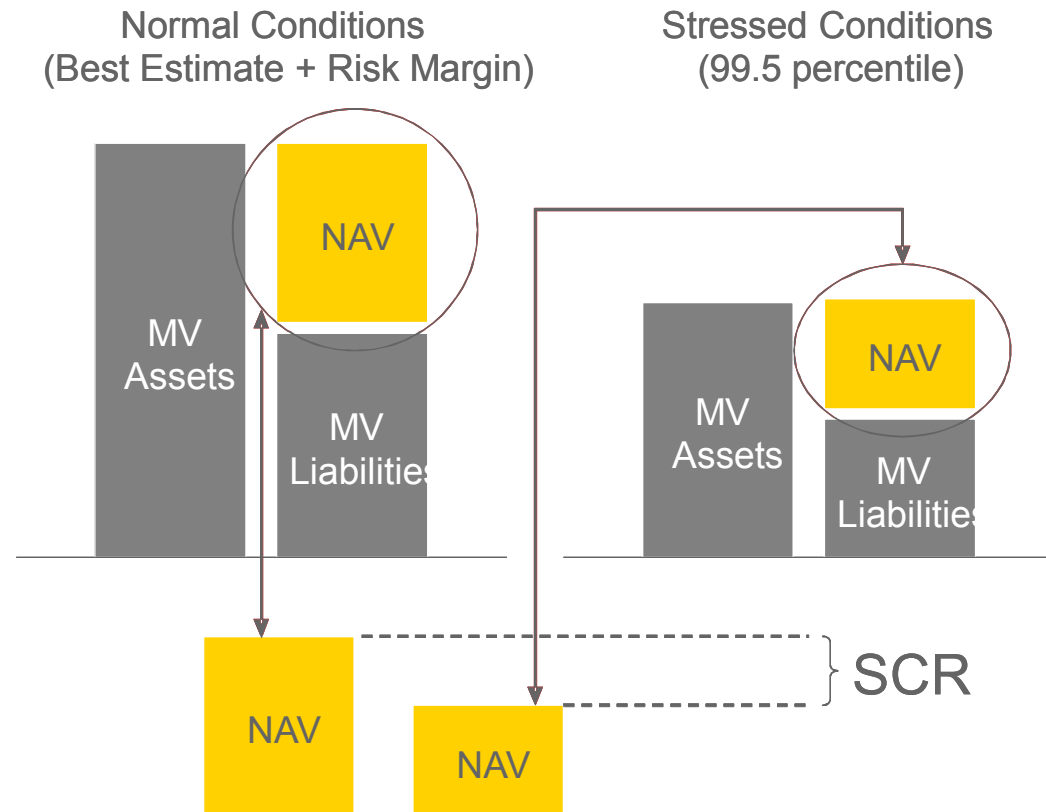 Normal Conditions
(Best Estimate + Risk Margin)
Stressed Conditions
(99.5 percentile)
NAV
MV
Assets
MV
Liabilities
NAV
MV
Assets
MV
Liabilities
SCR
NAV
NAV